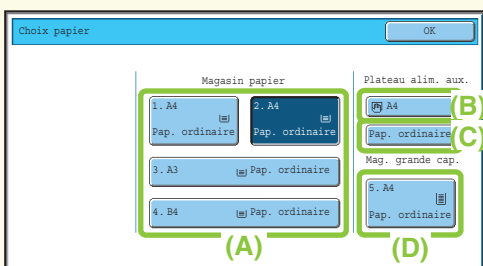 Choix papier
OK
Magasin papier
Plateau alim. aux.
1. A4
Pap. ordinaire
2. A4
Pap. ordinaire
A4
(B)
Pap. ordinaire
(C)
3. A3 Pap. ordinaire
Mag. grande cap.
4. B4 Pap. ordinaire
5. A4
Pap. ordinaire
(A)
(D)